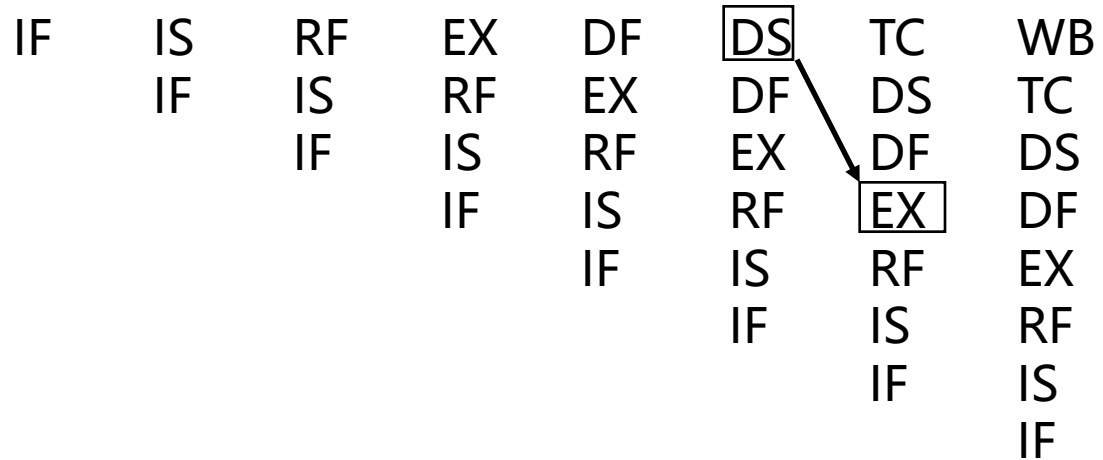 IF IS RF EX DF DS TC WB
IF IS RF EX DF DS TC
IF IS RF EX DF DS
IF IS RF EX DF
IF IS RF EX
IF IS RF
IF IS
IF